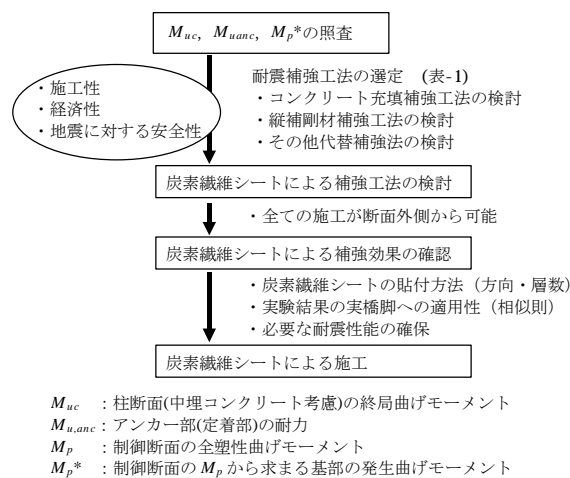 Muc, Muanc, Mp*の照査
耐震補強工法の選定 (表-1)
・コンクリート充填補強工法の検討
・縦補剛材補強工法の検討
・その他代替補強法の検討
・施工性
・経済性
・地震に対する安全性
炭素繊維シートによる補強工法の検討
・全ての施工が断面外側から可能
炭素繊維シートによる補強効果の確認
・炭素繊維シートの貼付方法（方向・層数）
・実験結果の実橋脚への適用性（相似則）
・必要な耐震性能の確保
炭素繊維シートによる施工
Muc ：柱断面(中埋コンクリート考慮)の終局曲げモーメント
Mu,anc：アンカー部(定着部)の耐力
Mp ：制御断面の全塑性曲げモーメント
Mp* ：制御断面の Mp から求まる基部の発生曲げモーメント